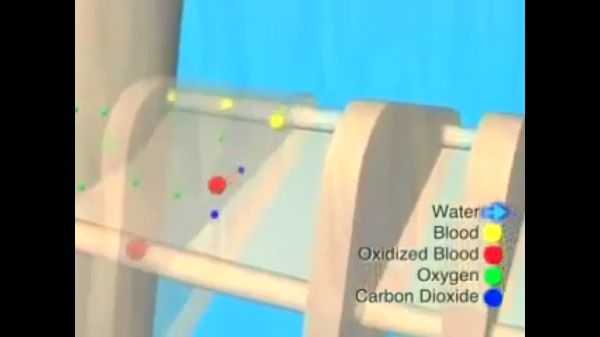 Water
Blood
Oxidized Blood
Oxygen
Carbon Dioxide